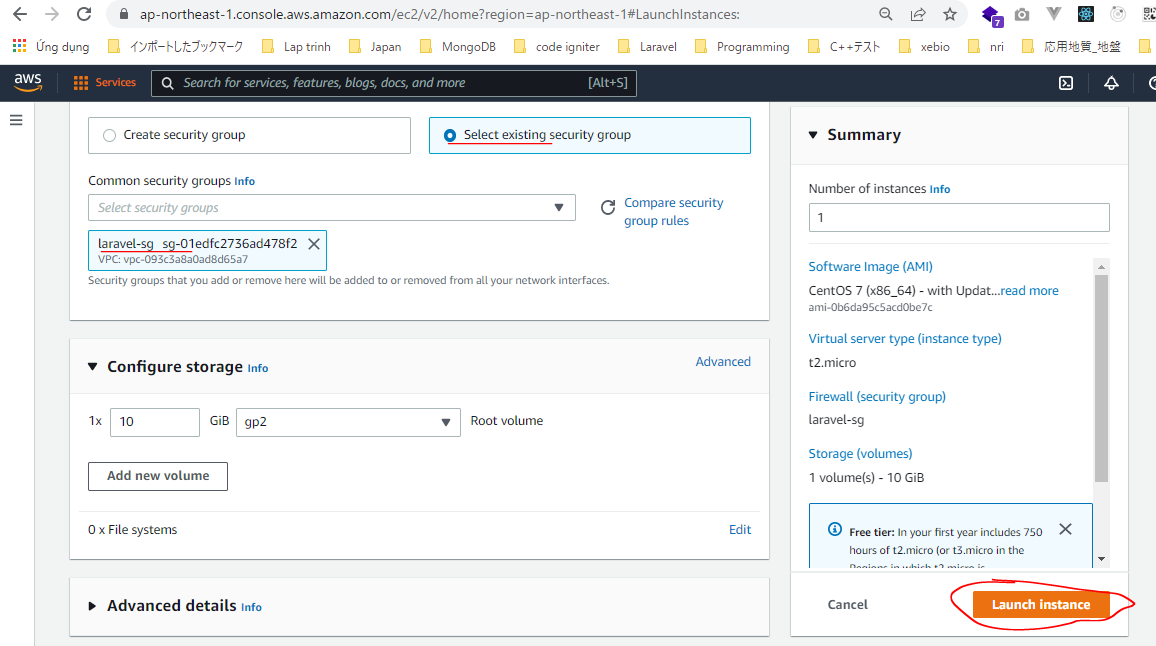 ap-northeast-1.console.aws.amazon.com/ec2/v2/home?region=ap-northeast-1#LaunchInstances:
7
Ứng dụng インポートしたブックマーク Lap trinh Japan MongoDB code igniter Laravel Programming C++テスト xebio nri 応用地質_地盤
aws Services Search for services, features, blogs, docs, and more [Alt+S]
Create security group
Select existing security group
Common security groups Info
Select security groups
Compare security
group rules
laravel-sg sg-01edfc2736ad478f2
VPC: vpc-093c3a8a0ad8d65a7
Security groups that you add or remove here will be added to or removed from all your network interfaces.
Configure storage Info
Advanced
1x 10 GiB gp2 Root volume
Add new volume
0 x File systems
Edit
Advanced details Info
Summary
Number of instances Info
1
Software Image (AMI)
CentOS 7 (x86_64) - with Updat...read more
ami-0b6da95c5acd0be7c
Virtual server type (instance type)
t2.micro
Firewall (security group)
laravel-sg
Storage (volumes)
1 volume(s) - 10 GiB
Free tier: In your first year includes 750
hours of t2.micro (or t3.micro in the
Regions in which t2.micro is
Cancel
Launch instance